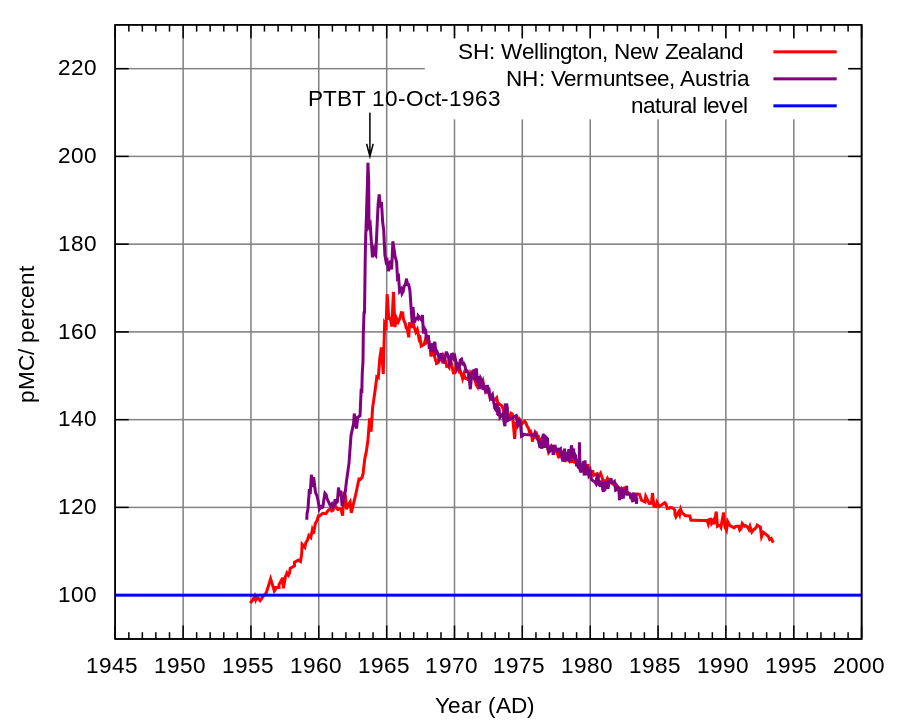 SH: Wellington, New Zealand
NH: Vermuntsee, Austria
natural level
PTBT 10-Oct-1963
220
200
180
160
140
120
100
pMC/ percent
1945 1950 1955 1960 1965 1970 1975 1980 1985 1990 1995 2000
Year (AD)